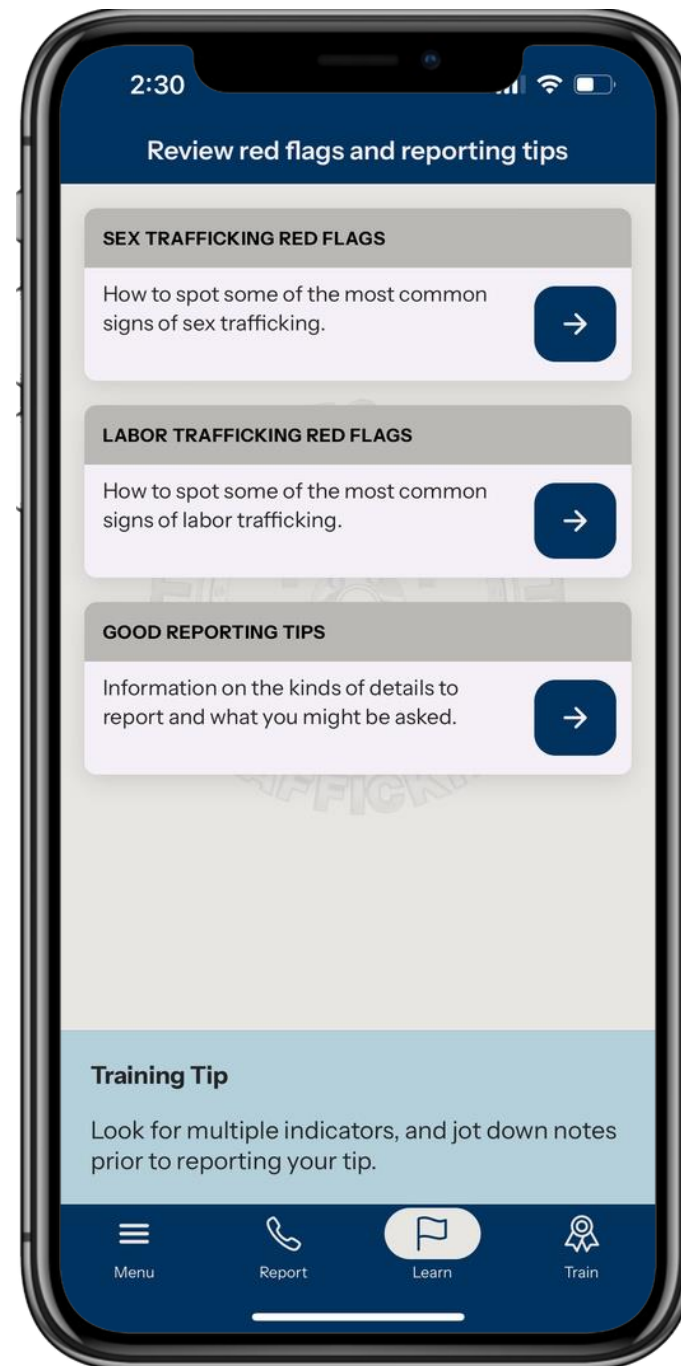 2:30
Review red flags and reporting tips
SEX TRAFFICKING RED FLAGS
How to spot some of the most common
signs of sex trafficking.
LABOR TRAFFICKING RED FLAGS
How to spot some of the most common
signs of labor trafficking.
GOOD REPORTING TIPS
Information on the kinds of details to
report and what you might be asked.
Training Tip
Look for multiple indicators, and jot down notes
prior to reporting your tip.
Menu Report Learn Train